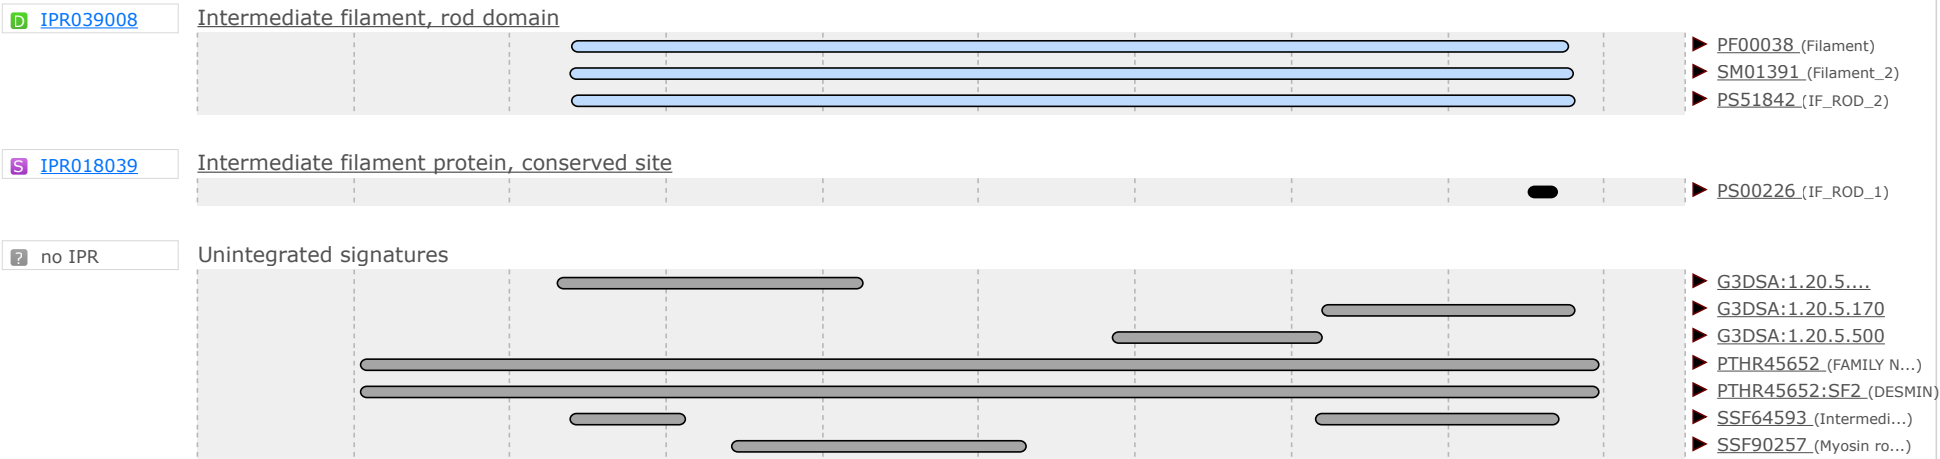 D IPR039008 Intermediate filament, rod domain
PF00038 (Filament)
SM01391 (Filament_2)
PS51842 (IF_ROD_2)
S IPR018039 Intermediate filament protein, conserved site
PS00226 (IF_ROD_1)
? no IPR Unintegrated signatures
G3DSA:1.20.5....
G3DSA:1.20.5.170
G3DSA:1.20.5.500
PTHR45652 (FAMILY N...)
PTHR45652:SF2 (DESMIN)
SSF64593 (Intermedi...)
SSF90257 (Myosin ro...)